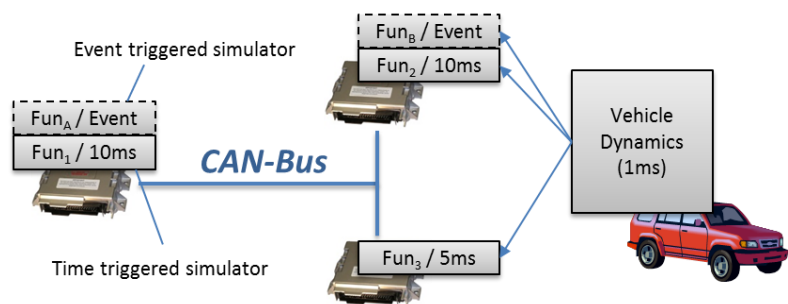 Event triggered simulator
Fun_A / Event
Fun_1 / 10ms
Time triggered simulator
CAN-Bus
Fun_B / Event
Fun_2 / 10ms
Fun_3 / 5ms
Vehicle
Dynamics
(1ms)